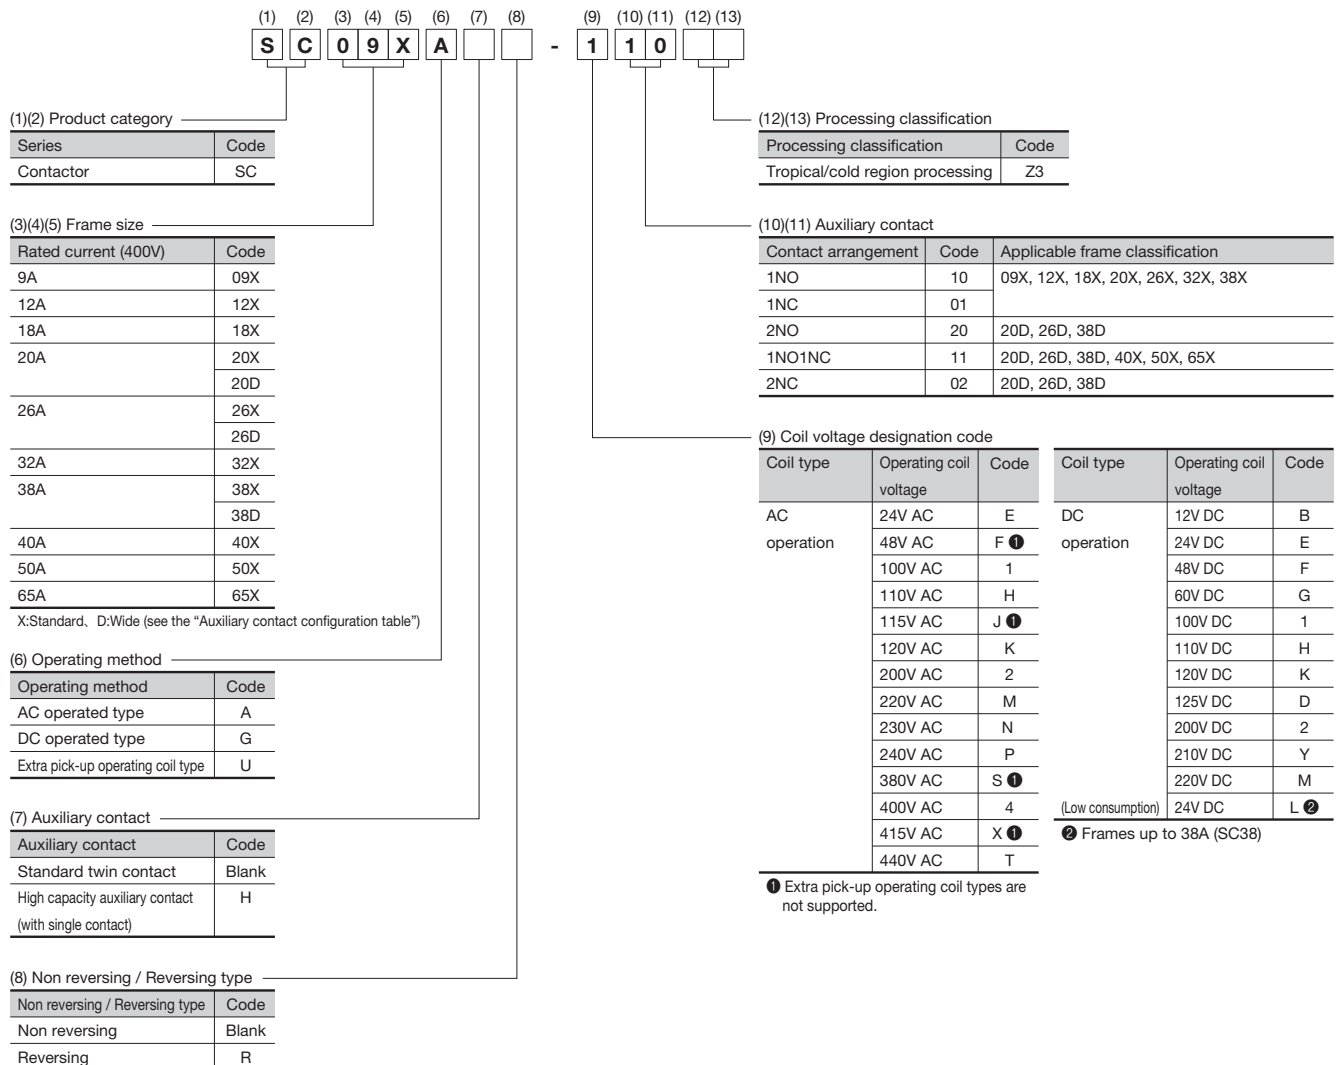 (1) (2) (3) (4) (5) (6) (7) (8) (9) (10) (11) (12) (13)
S C 0 9 X A - 1 1 0
(1)(2) Product category
Series Code
Contactor SC
(3)(4)(5) Frame size
Rated current (400V) Code
9A 09X
12A 12X
18A 18X
20A 20X
20D
26A 26X
26D
32A 32X
38A 38X
38D
40A 40X
50A 50X
65A 65X
X:Standard、D:Wide (see the “Auxiliary contact configuration table”)
(6) Operating method
Operating method Code
AC operated type A
DC operated type G
Extra pick-up operating coil type U
(7) Auxiliary contact
Auxiliary contact Code
Standard twin contact Blank
High capacity auxiliary contact H
(with single contact)
(8) Non reversing / Reversing type
Non reversing / Reversing type Code
Non reversing Blank
Reversing R
(12)(13) Processing classification
Processing classification Code
Tropical/cold region processing Z3
(10)(11) Auxiliary contact
Contact arrangement Code Applicable frame classification
1NO 10 09X, 12X, 18X, 20X, 26X, 32X, 38X
1NC 01
2NO 20 20D, 26D, 38D
1NO1NC 11 20D, 26D, 38D, 40X, 50X, 65X
2NC 02 20D, 26D, 38D
(9) Coil voltage designation code
Coil type Operating coil Code
voltage
AC 24V AC E
operation 48V AC F ❶
100V AC 1
110V AC H
115V AC J ❶
120V AC K
200V AC 2
220V AC M
230V AC N
240V AC P
380V AC S ❶
400V AC 4
415V AC X ❶
440V AC T
❶ Extra pick-up operating coil types are
not supported.
Coil type Operating coil Code
voltage
DC 12V DC B
operation 24V DC E
48V DC F
60V DC G
100V DC 1
110V DC H
120V DC K
125V DC D
200V DC 2
210V DC Y
220V DC M
(Low consumption) 24V DC L ❷
❷ Frames up to 38A (SC38)